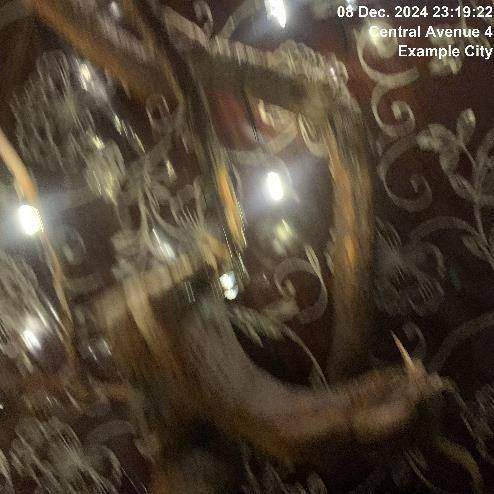 08 Dec. 2024 23:19:22
Central Avenue 4
Example City